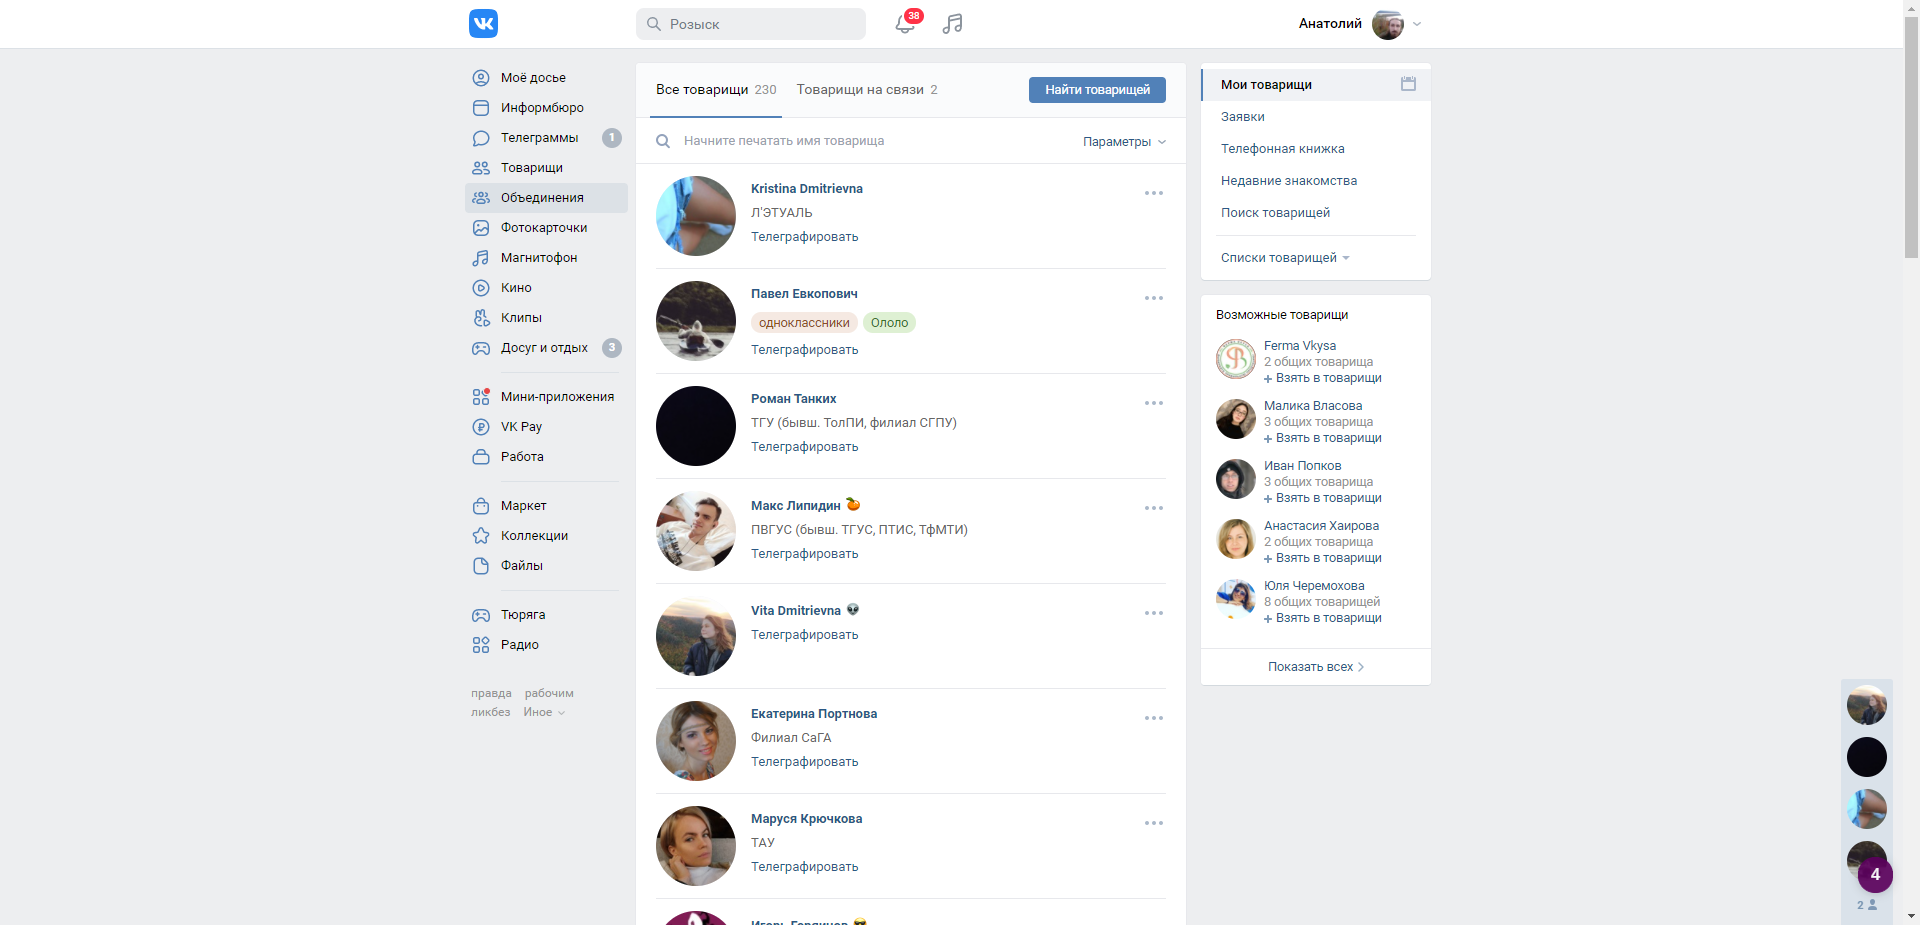 Розыск
38
Анатолий
Моё досье
Информбюро
Телеграммы 1
Товарищи
Объединения
Фотокарточки
Магнитофон
Кино
Клипы
Досуг и отдых 3
Мини-приложения
VK Pay
Работа
Маркет
Коллекции
Файлы
Тюряга
Радио
правда рабочим
ликбез Иное
Все товарищи 230 Товарищи на связи 2 Найти товарищей
Начните печатать имя товарища Параметры
Kristina Dmitrievna
Л'ЭТУАЛЬ
Телеграфировать
Павел Евкопович
одноклассники Ололо
Телеграфировать
Роман Танких
ТГУ (бывш. ТолПИ, филиал СГПУ)
Телеграфировать
Макс Липидин
ПВГУС (бывш. ТГУС, ПТИС, ТфМТИ)
Телеграфировать
Vita Dmitrievna
Телеграфировать
Екатерина Портнова
Филиал СаГА
Телеграфировать
Маруся Крючкова
ТАУ
Телеграфировать
Мои товарищи
Заявки
Телефонная книжка
Недавние знакомства
Поиск товарищей
Списки товарищей
Возможные товарищи
Ferma Vkysa
2 общих товарища
Взять в товарищи
Малика Власова
3 общих товарища
Взять в товарищи
Иван Попков
3 общих товарища
Взять в товарищи
Анастасия Хаирова
2 общих товарища
Взять в товарищи
Юля Черемохова
8 общих товарищей
Взять в товарищи
Показать всех
4
2